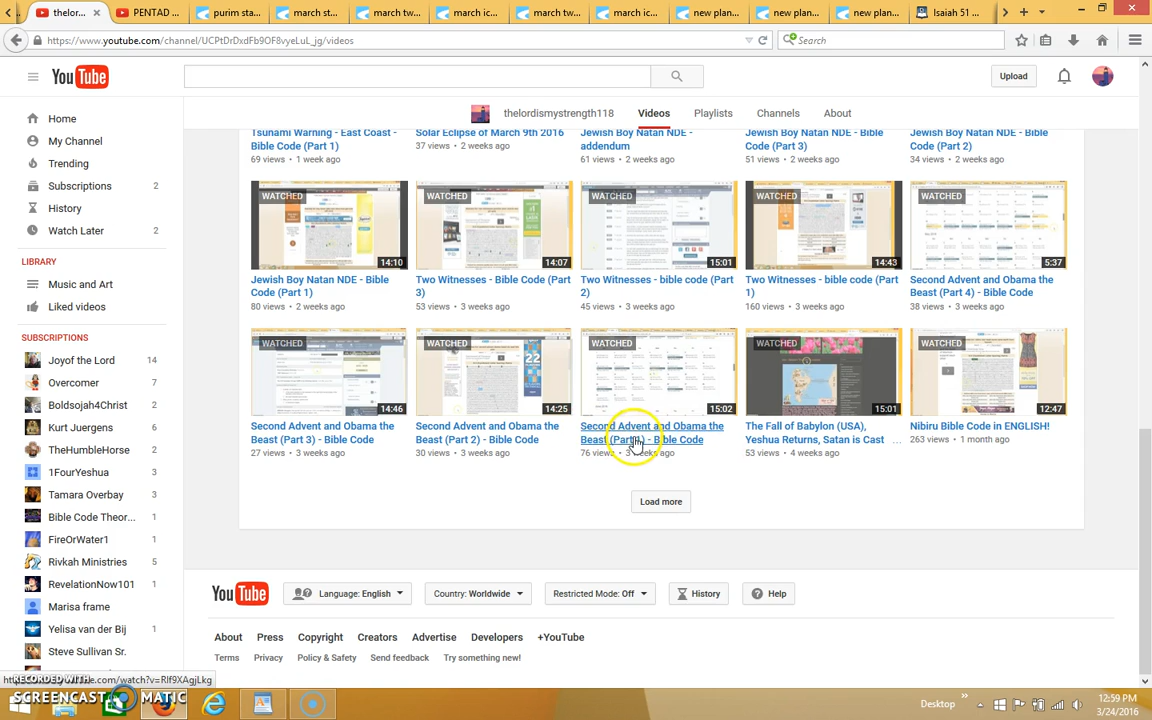 thelor...
PENTAD ...
purim sta...
march st...
march tw...
march ic...
march tw...
march ic...
new plan...
new plan...
new plan...
Isaiah 51 ...
https://www.youtube.com/channel/UCPtDrDxdFb9OF8vyeLuL_jg/videos
Search
YouTube
Upload
thelordismystrength118
Videos
Playlists
Channels
About
Home
My Channel
Trending
Subscriptions 2
History
Watch Later 2
LIBRARY
Music and Art
Liked videos
SUBSCRIPTIONS
Joyof the Lord 14
Overcomer 7
Boldsojah4Christ 2
Kurt Juergens 2
TheHumbleHorse 2
1FourYeshua 3
Tamara Overbay 3
Bible Code Theor... 1
FireOrWater1 1
Rivkah Ministries 5
RevelationNow101 1
Marisa frame
Yelisa van der Bij 1
Steve Sullivan Sr.
Tsunami Warning - East Coast -
Bible Code (Part 1)
69 views • 1 week ago
Solar Eclipse of March 9th 2016
37 views • 2 weeks ago
Jewish Boy Natan NDE -
addendum
61 views • 2 weeks ago
Jewish Boy Natan NDE - Bible
Code (Part 3)
51 views • 2 weeks ago
Jewish Boy Natan NDE - Bible
Code (Part 2)
34 views • 2 weeks ago
WATCHED
14:10
Jewish Boy Natan NDE - Bible
Code (Part 1)
80 views • 2 weeks ago
WATCHED
14:07
Two Witnesses - Bible Code (Part
3)
53 views • 3 weeks ago
WATCHED
15:01
Two Witnesses - bible code (Part
2)
45 views • 3 weeks ago
WATCHED
14:43
Two Witnesses - bible code (Part
1)
160 views • 3 weeks ago
WATCHED
5:37
Second Advent and Obama the
Beast (Part 4) - Bible Code
38 views • 3 weeks ago
WATCHED
14:46
Second Advent and Obama the
Beast (Part 3) - Bible Code
27 views • 3 weeks ago
WATCHED
22
14:25
Second Advent and Obama the
Beast (Part 2) - Bible Code
30 views • 3 weeks ago
WATCHED
15:02
Second Advent and Obama the
Beast (Part ) - Bible Code
76 views • 3 weeks ago
WATCHED
15:01
The Fall of Babylon (USA),
Yeshua Returns, Satan is Cast ...
53 views • 4 weeks ago
WATCHED
12:47
Nibiru Bible Code in ENGLISH!
263 views • 1 month ago
Load more
YouTube
Language: English
Country: Worldwide
Restricted Mode: Off
History
Help
About
Press
Copyright
Creators
Advertise
Developers
+YouTube
Terms
Privacy
Policy & Safety
Send feedback
Try something new!
RECORDED WITH
SCREENCAST MATIC
Desktop
12:59 PM
3/24/2016